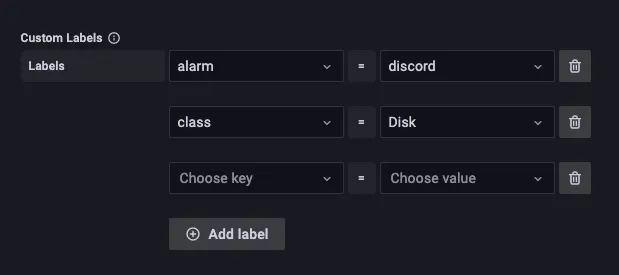 Custom Labels
Labels alarm = discord
class = Disk
Choose key = Choose value
Add label